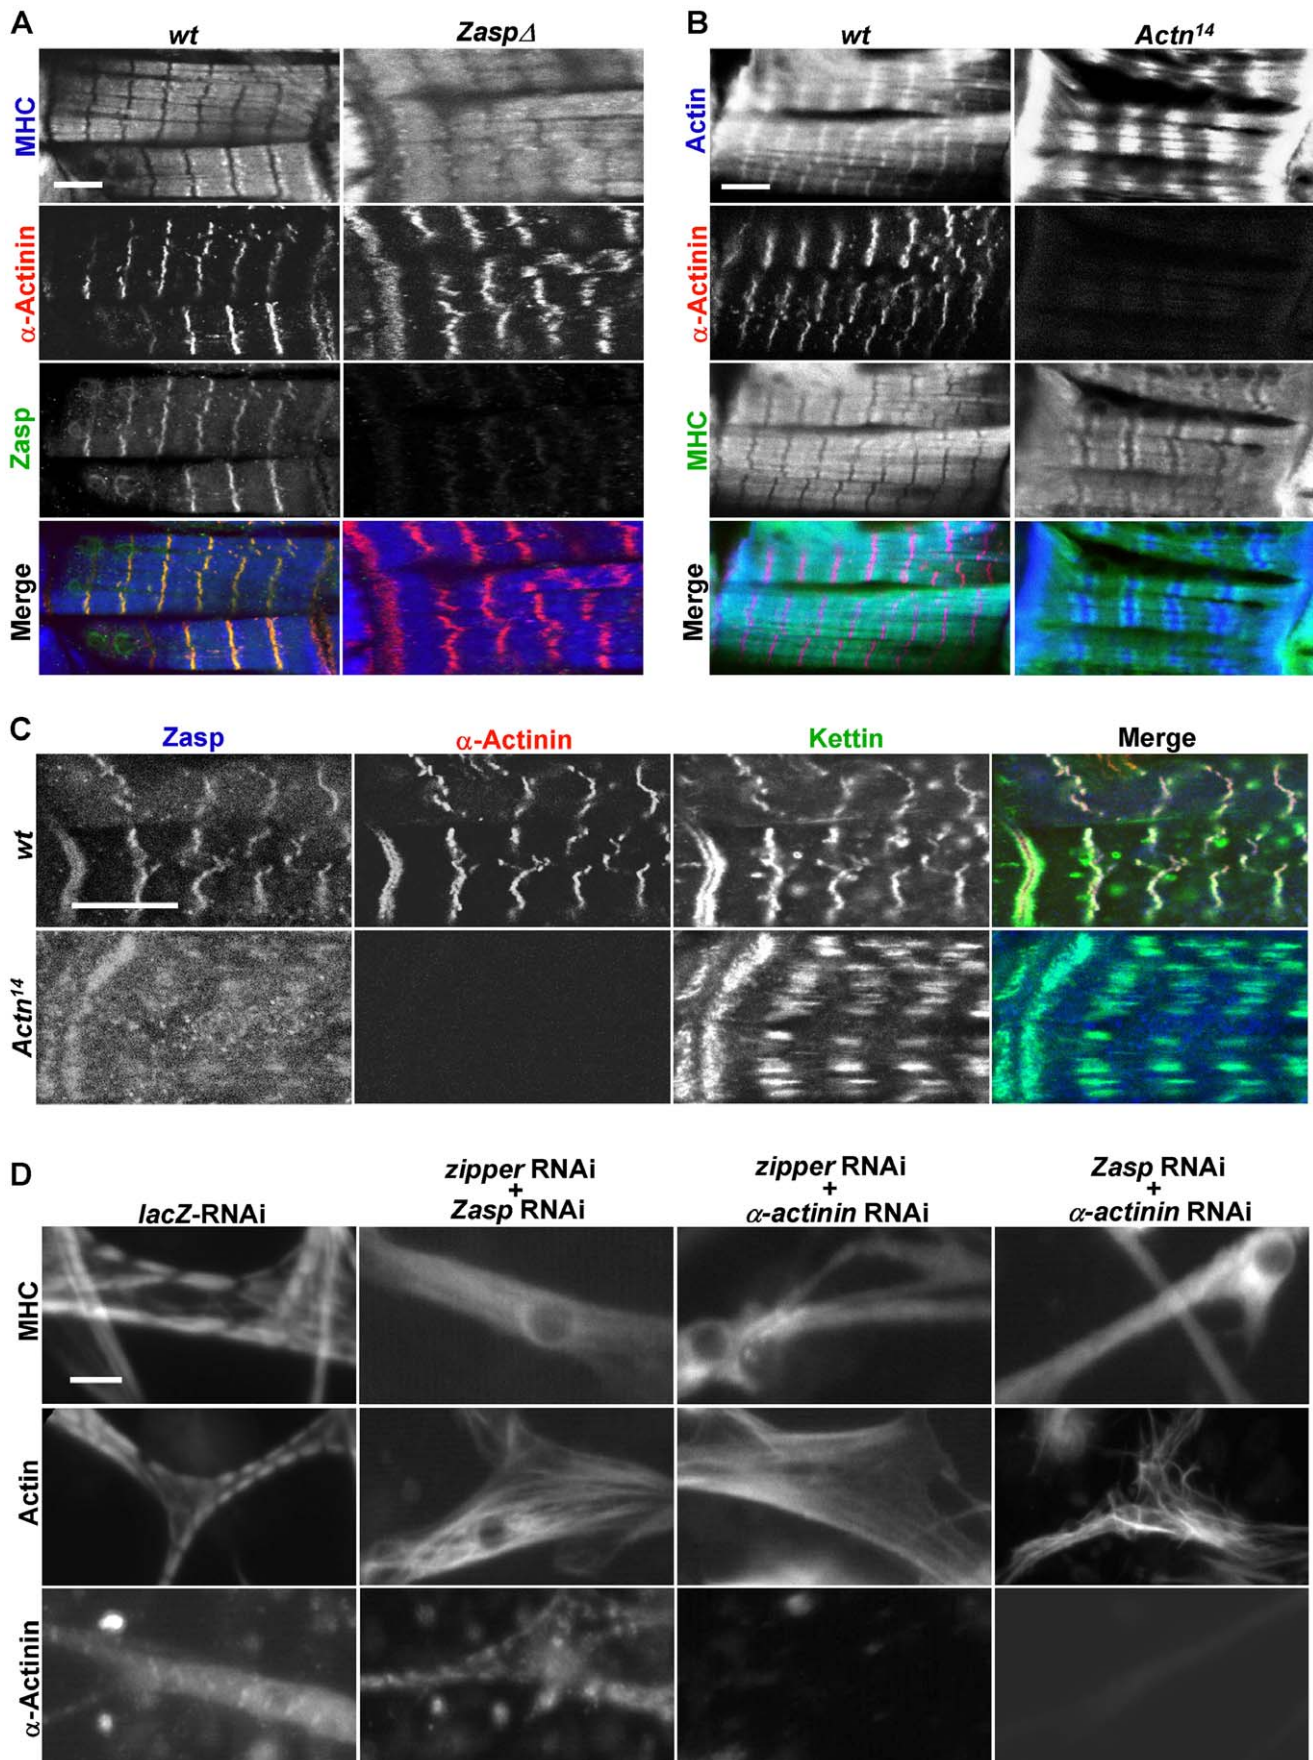 A
wt
ZaspΔ
MHC
α-Actinin
Zasp
Merge
B
wt
Actn¹⁴
Actin
α-Actinin
MHC
Merge
C
Zasp
α-Actinin
Kettin
Merge
wt
Actn¹⁴
D
lacZ-RNAi
zipper RNAi
+
Zasp RNAi
zipper RNAi
+
α-actinin RNAi
Zasp RNAi
+
α-actinin RNAi
MHC
Actin
α-Actinin